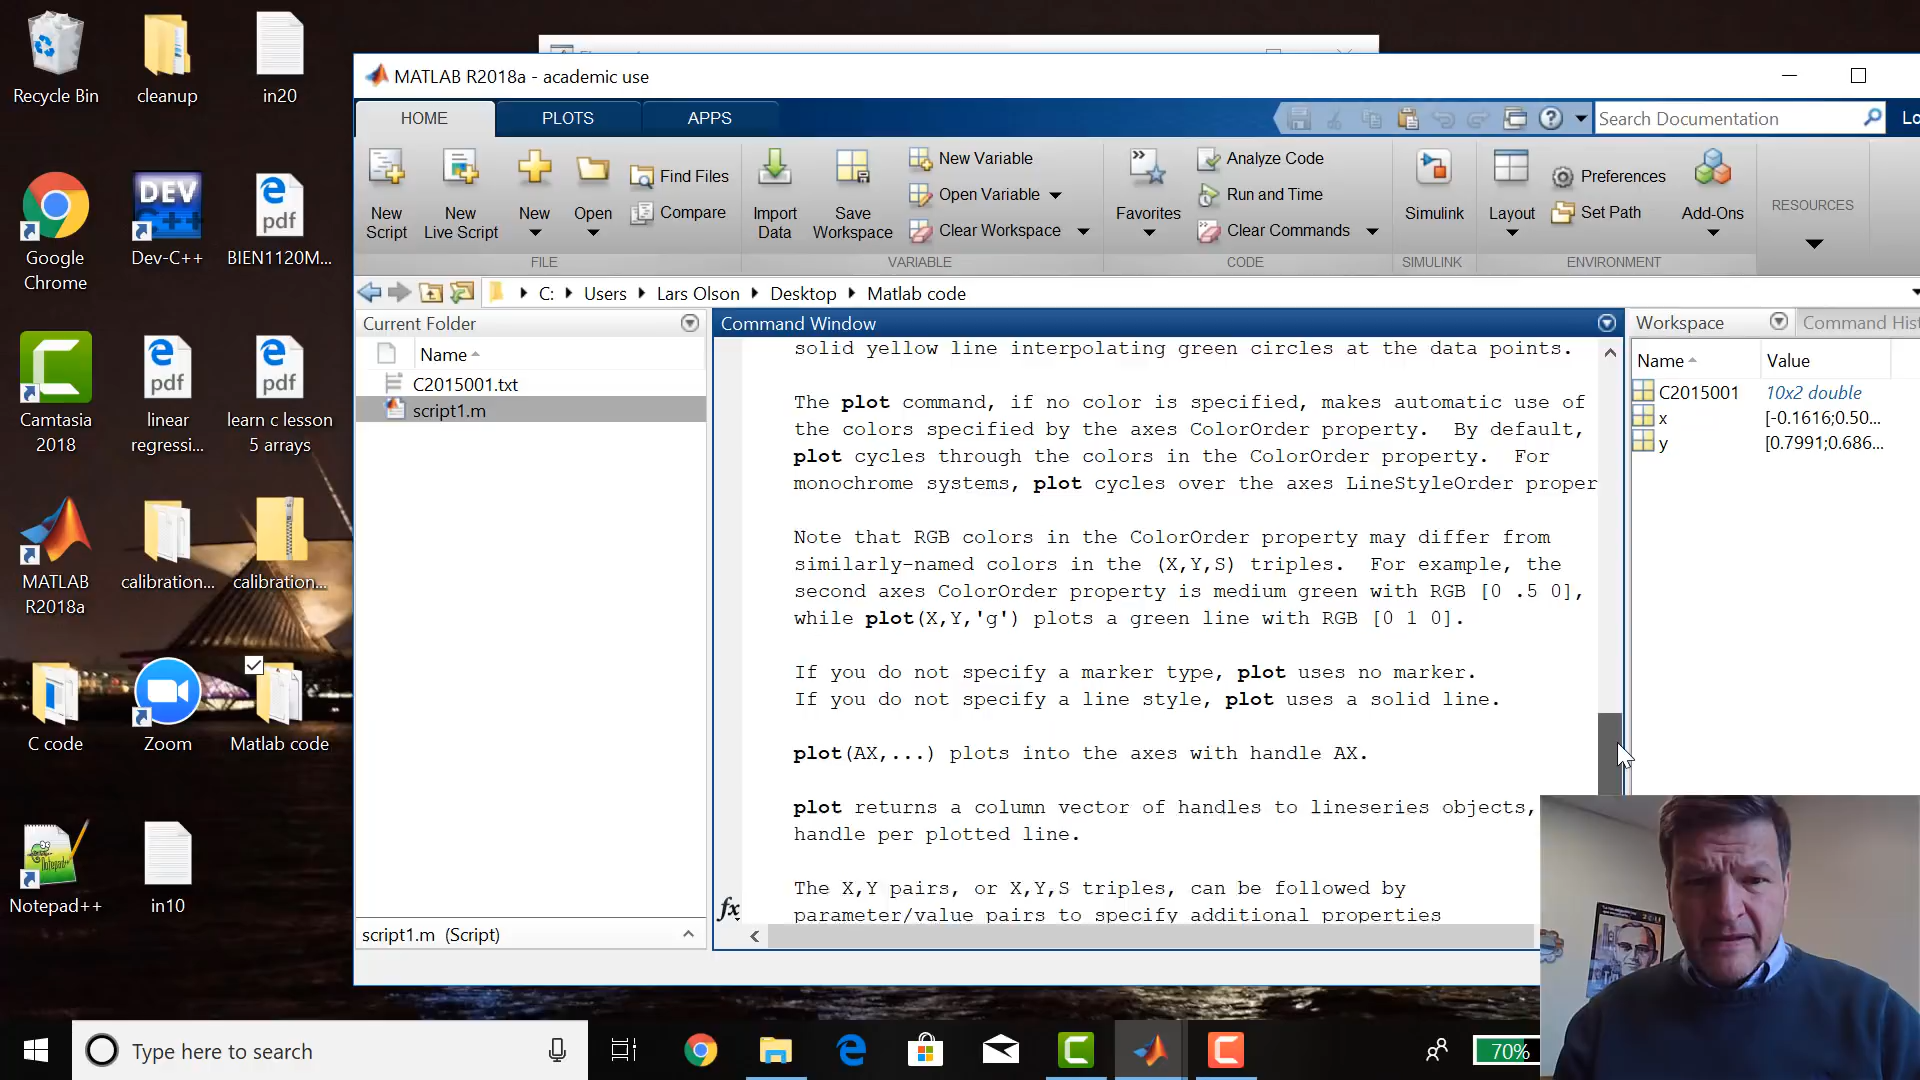 Recycle Bin
cleanup
in20
Google
Chrome
DEV
C++
Dev-C++
pdf
BIEN1120M...
Camtasia
2018
pdf
linear
regressi...
pdf
learn c lesson
5 arrays
MATLAB
R2018a
calibration...
calibration...
C code
Zoom
Matlab code
Notepad++
in10
MATLAB R2018a - academic use
HOME
PLOTS
APPS
Search Documentation
Lo
New
Script
New
Live Script
New
Open
Find Files
Compare
FILE
Import
Data
Save
Workspace
New Variable
Open Variable
Clear Workspace
VARIABLE
Favorites
Analyze Code
Run and Time
Clear Commands
CODE
Simulink
SIMULINK
Layout
Preferences
Set Path
Add-Ons
ENVIRONMENT
RESOURCES
C:
Users
Lars Olson
Desktop
Matlab code
Current Folder
Name
C2015001.txt
script1.m
script1.m (Script)
Command Window
solid yellow line interpolating green circles at the data points.
The plot command, if no color is specified, makes automatic use of
the colors specified by the axes ColorOrder property. By default,
plot cycles through the colors in the ColorOrder property. For
monochrome systems, plot cycles over the axes LineStyleOrder proper
Note that RGB colors in the ColorOrder property may differ from
similarly-named colors in the (X,Y,S) triples. For example, the
second axes ColorOrder property is medium green with RGB [0 .5 0],
while plot(X,Y,'g') plots a green line with RGB [0 1 0].
If you do not specify a marker type, plot uses no marker.
If you do not specify a line style, plot uses a solid line.
plot(AX,...) plots into the axes with handle AX.
plot returns a column vector of handles to lineseries objects,
handle per plotted line.
The X,Y pairs, or X,Y,S triples, can be followed by
parameter/value pairs to specify additional properties
fx
Workspace
Command His
Name
Value
C2015001
10x2 double
x
[-0.1616;0.50...
y
[0.7991;0.686...
Type here to search
70%